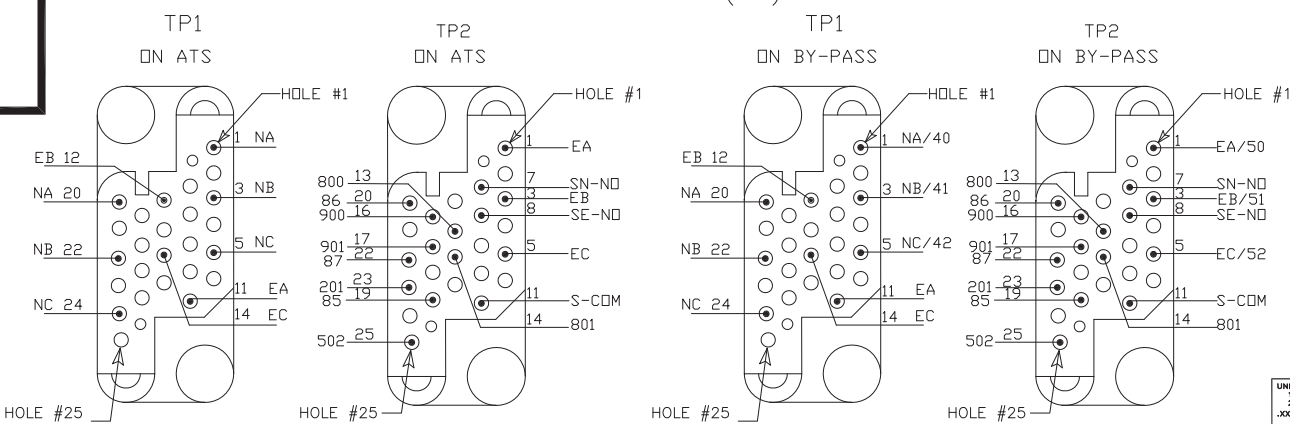 TP1
ON ATS
HOLE #1
1 NA
EB 12
NA 20
3 NB
NB 22
5 NC
NC 24
11 EA
14 EC
HOLE #25
TP2
ON ATS
HOLE #1
1 EA
800 13
7 SN-NO
86 20
3 EB
900 16
8 SE-NO
901 17
5 EC
87 22
201 23
85 19
11 S-COM
14 801
502 25
HOLE #25
TP1
ON BY-PASS
HOLE #1
1 NA/40
EB 12
NA 20
3 NB/41
NB 22
5 NC/42
NC 24
11 EA
14 EC
HOLE #25
TP2
ON BY-PASS
HOLE #1
1 EA/50
800 13
7 SN-NO
86 20
3 EB/51
900 16
8 SE-NO
901 17
5 EC/52
87 22
201 23
85 19
11 S-COM
14 801
502 25
HOLE #25